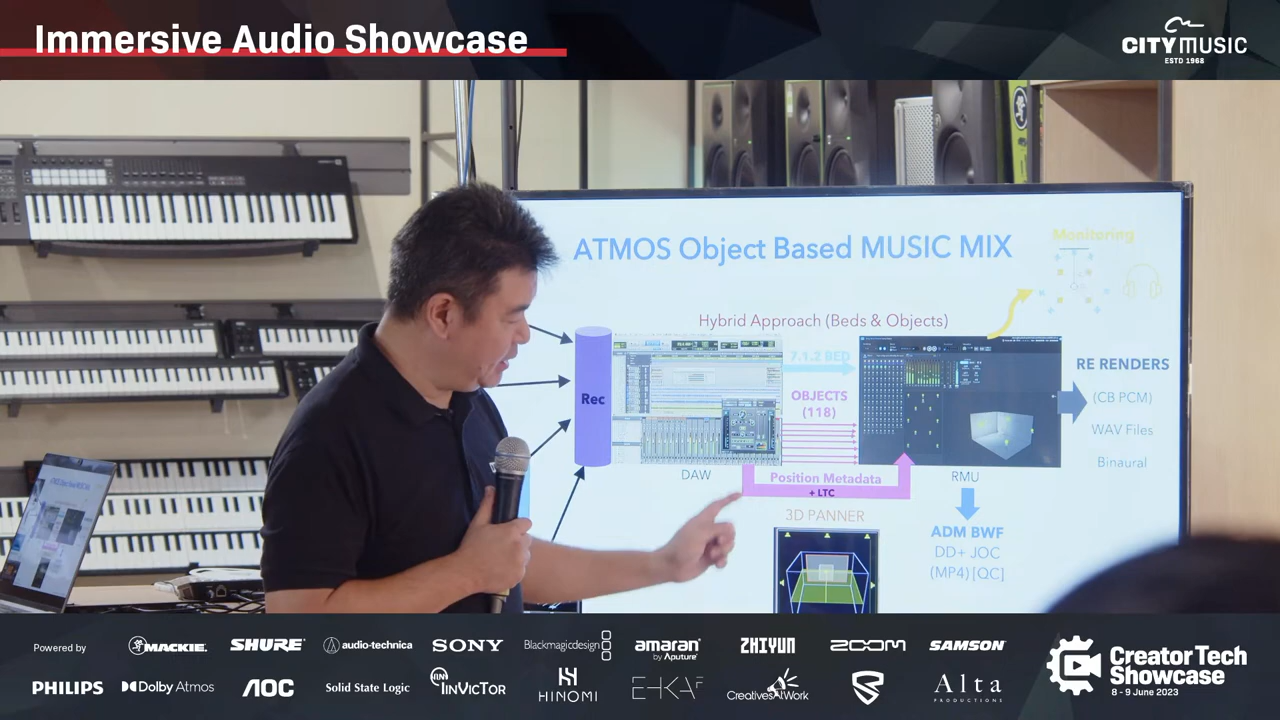 Immersive Audio Showcase
CITY MUSIC
ESTD 1968
ATMOS Object Based MUSIC MIX
Monitoring
Hybrid Approach (Beds & Objects)
7.1.2 BED
Rec
OBJECTS
(118)
RE RENDERS
(CB PCM)
WAV Files
Binaural
DAW
Position Metadata
+ LTC
RMU
3D PANNER
ADM BWF
DD+ JOC
(MP4) [QC]
Powered by
MACKIE.
SHURE
audio-technica
SONY
Blackmagicdesign
amaran
by Aputure
ZHIYUN
ZOOM
SAMSON
PHILIPS
Dolby Atmos
AOC
Solid State Logic
INVICTOR
HINOMI
CreativesAtWork
Alta
PRODUCTIONS
Creator Tech
Showcase
8 - 9 June 2023